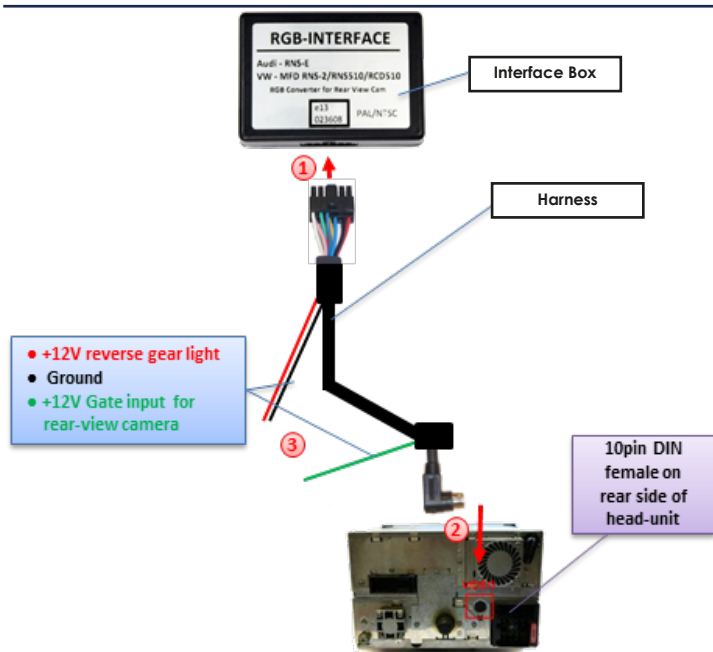 RGB-INTERFACE
Audi - RNS-E
VW - MFD RNS-2/RNS510/RCD510
RGB Converter for Rear View Cam
e13
023608
PAL/NTSC
Interface Box
1
Harness
• +12V reverse gear light
• Ground
• +12V Gate input for
rear-view camera
3
10pin DIN
female on
rear side of
head-unit
2
VIDEO